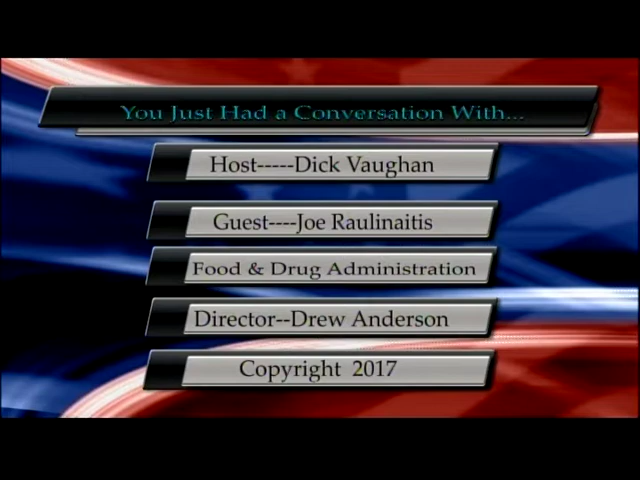 You Just Had a Conversation With...
Host-----Dick Vaughan
Guest----Joe Raulinaitis
Food & Drug Administration
Director--Drew Anderson
Copyright 2017